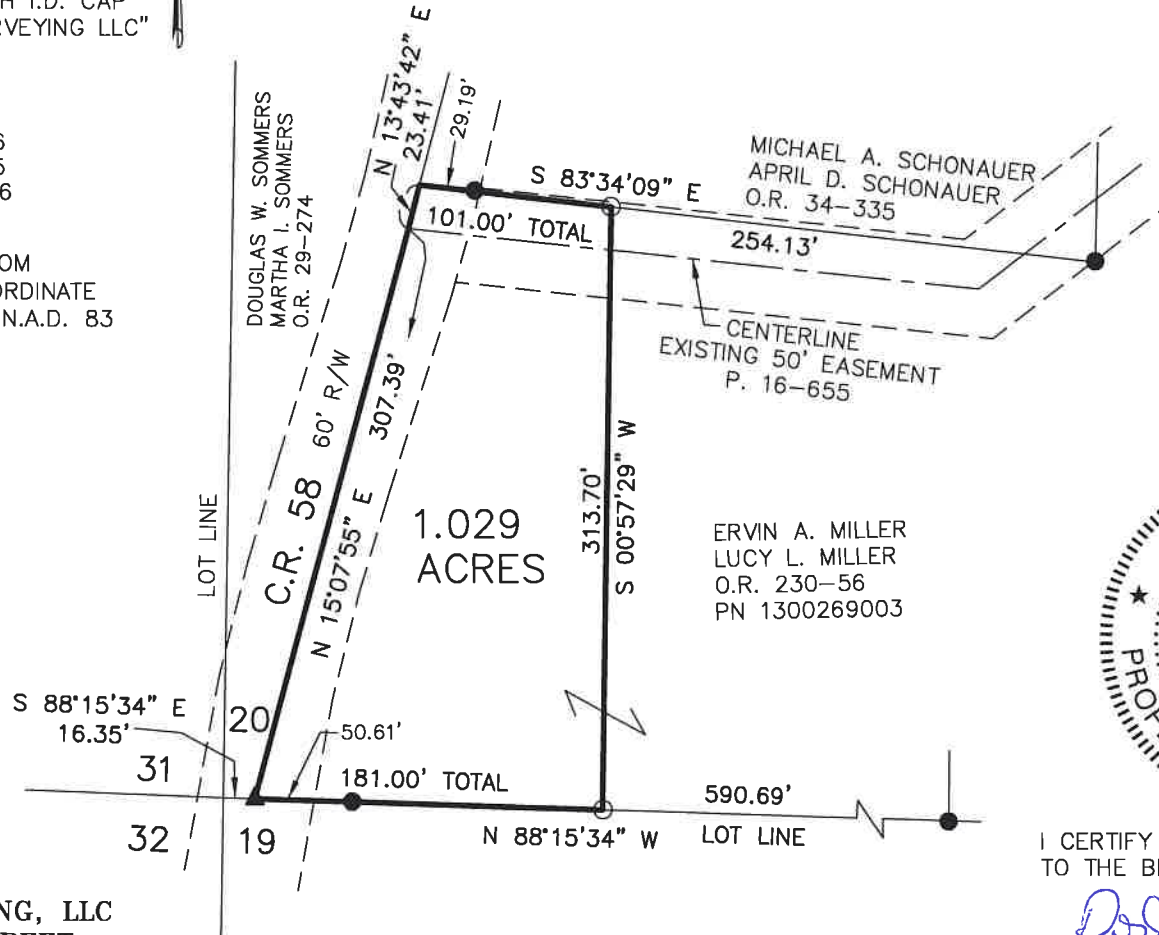 H I.D. CAP
RVEYING LLC"
OM
ORDINATE
N.A.D. 83
DOUGLAS W. SOMMERS
MARTHA I. SOMMERS
O.R. 29-274
N 13°43'42" E
23.41'
29.19'
S 83°34'09" E
101.00' TOTAL
MICHAEL A. SCHONAUER
APRIL D. SCHONAUER
O.R. 34-335
254.13'
CENTERLINE
EXISTING 50' EASEMENT
P. 16-655
C.R. 58 60' R/W
307.39'
N 15°07'55" E
LOT LINE
1.029
ACRES
313.70'
S 00°57'29" W
ERVIN A. MILLER
LUCY L. MILLER
O.R. 230-56
PN 1300269003
PROP
S 88°15'34" E
16.35'
20
31
32
19
50.61'
181.00' TOTAL
N 88°15'34" W
590.69'
LOT LINE
I CERTIFY
TO THE BE
NG, LLC